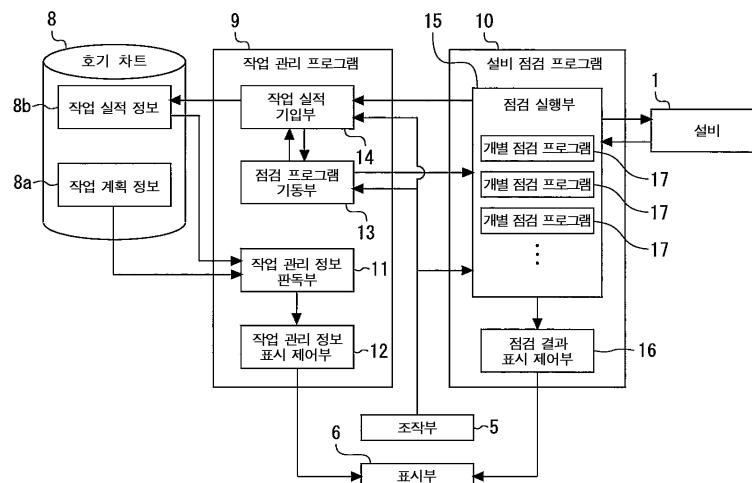 8
호기 차트
8b
작업 실적 정보
8a
작업 계획 정보
9
작업 관리 프로그램
작업 실적
기입부
14
점검 프로그램
기동부
13
작업 관리 정보
판독부
11
작업 관리 정보
표시 제어부
12
10
설비 점검 프로그램
15
점검 실행부
개별 점검 프로그램
17
개별 점검 프로그램
17
개별 점검 프로그램
17
점검 결과
표시 제어부
16
1
설비
조작부
5
6
표시부